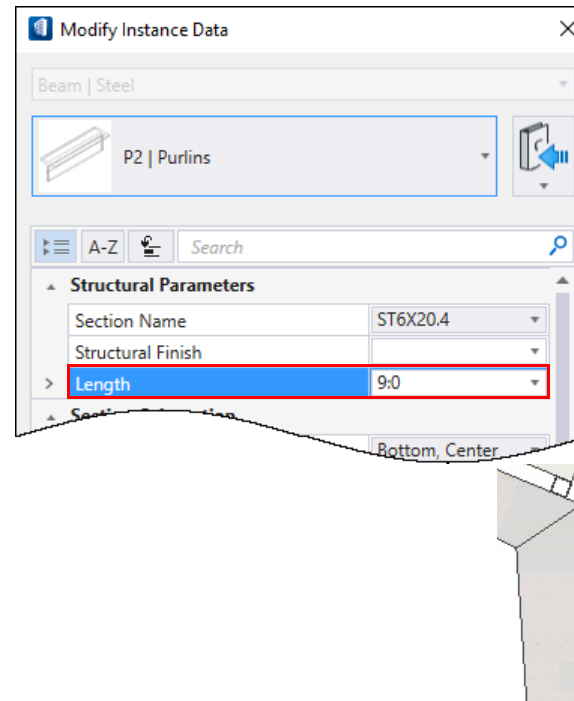 Modify Instance Data
Beam | Steel
P2 | Purlins
A-Z Search
Structural Parameters
Section Name ST6X20.4
Structural Finish
Length 9:0
Bottom, Center